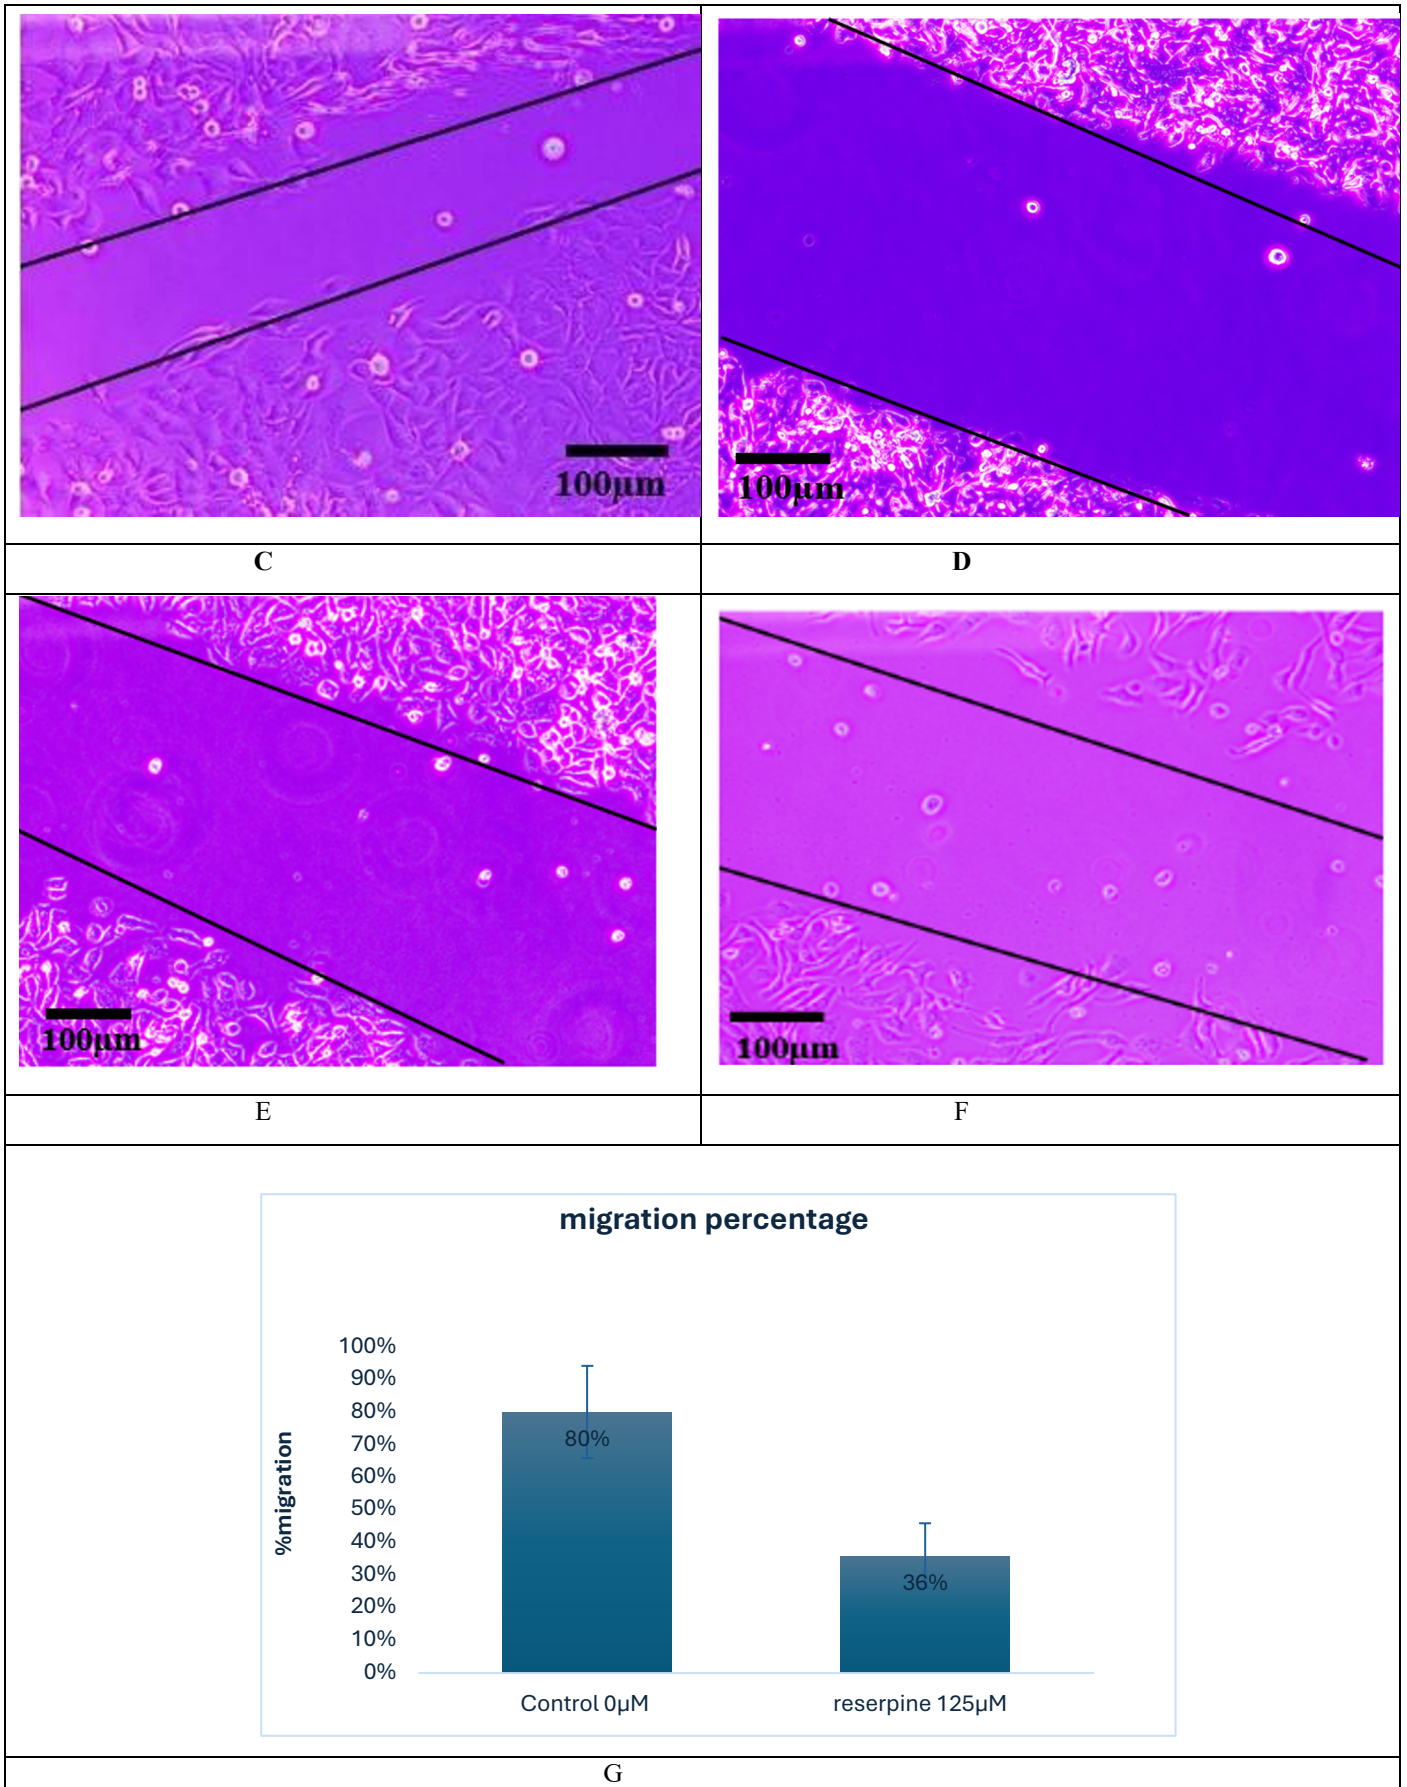 100µm
100µm
C
D
100µm
100µm
E
F
migration percentage
100%
90%
80%
70%
60%
50%
40%
30%
20%
10%
0%
%migration
80%
36%
Control 0µM
reserpine 125µM
G